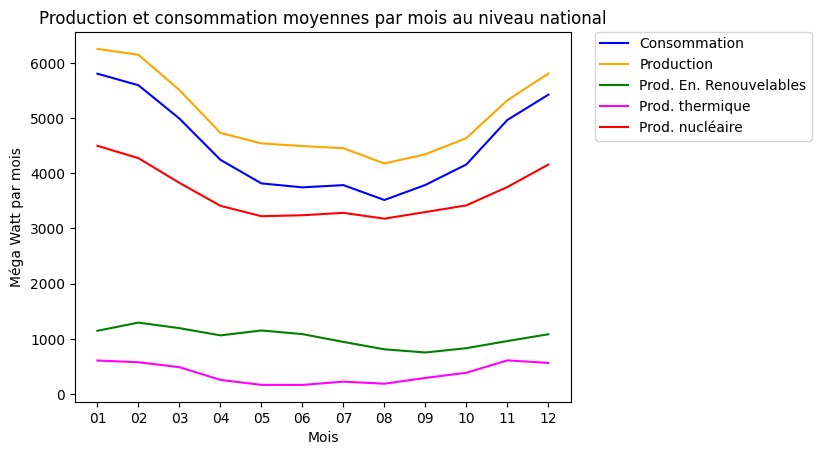 Production et consommation moyennes par mois au niveau national
Consommation
Production
Prod. En. Renouvelables
Prod. thermique
Prod. nucléaire
Méga Watt par mois
6000
5000
4000
3000
2000
1000
0
01 02 03 04 05 06 07 08 09 10 11 12
Mois